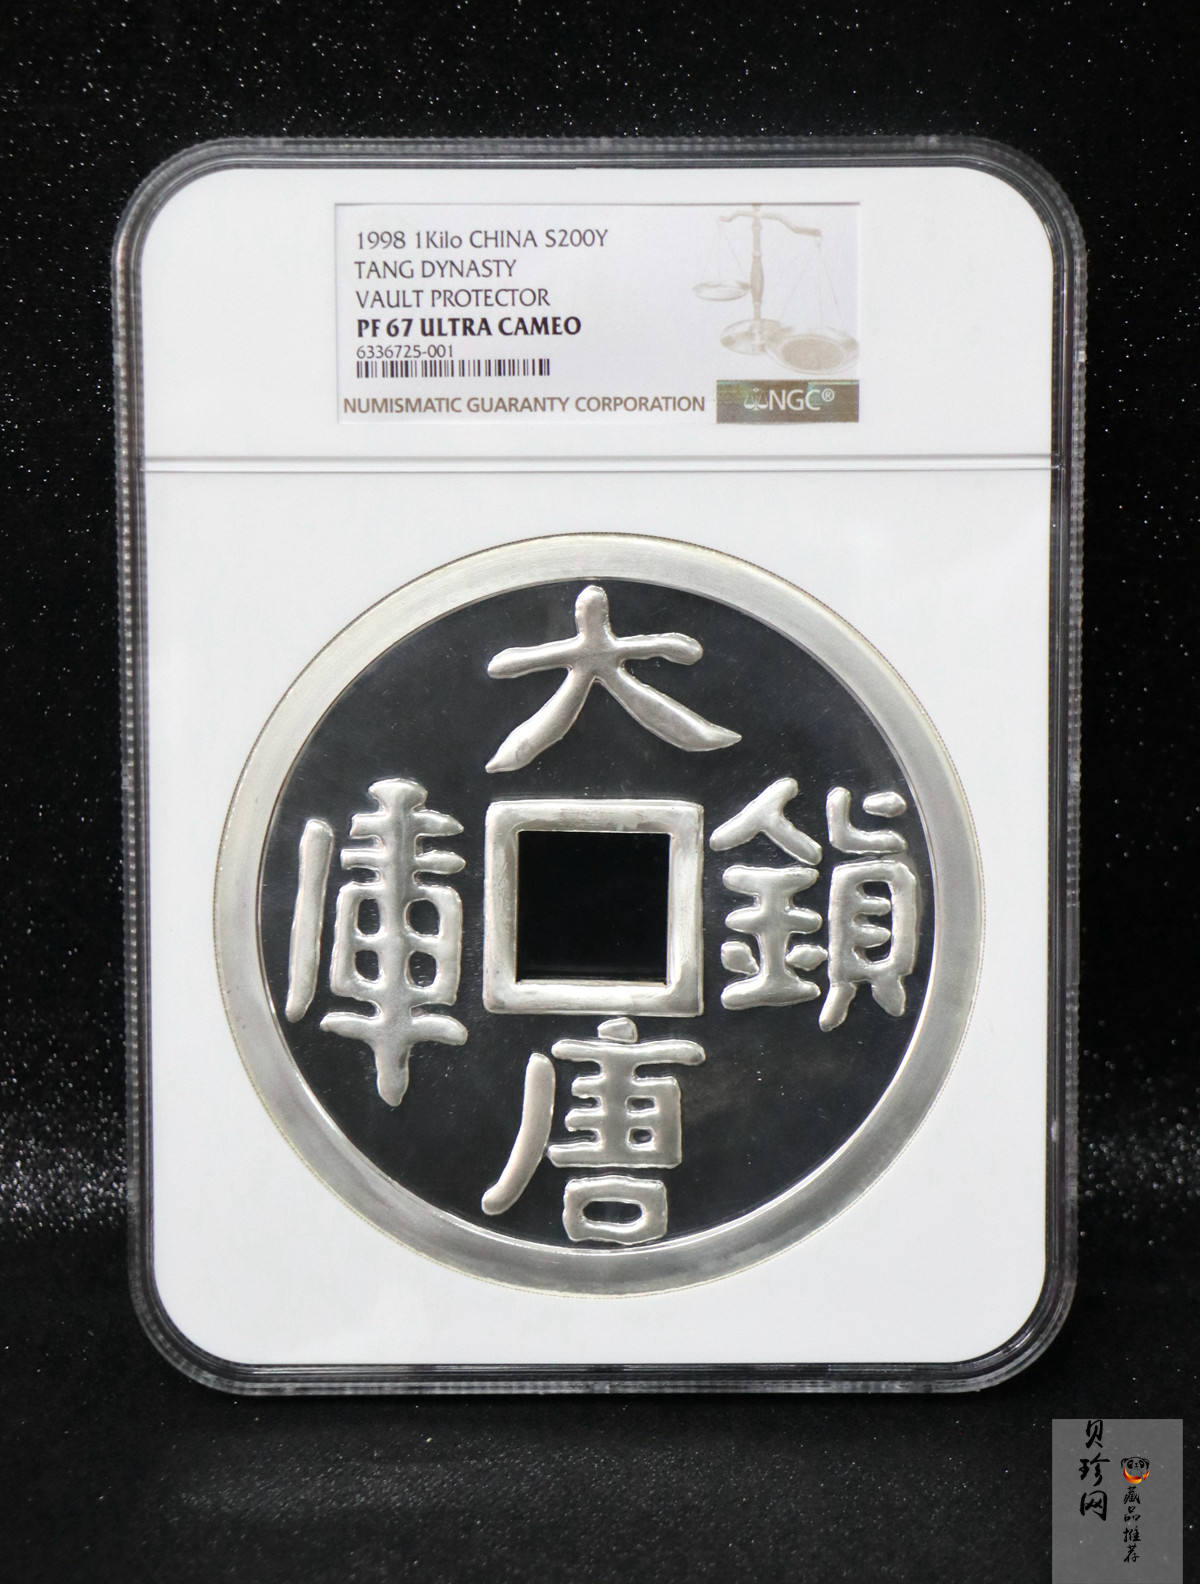 1998 1Kilo CHINA S200Y
TANG DYNASTY
VAULT PROTECTOR
PF 67 ULTRA CAMEO
6336725-001
NUMISMATIC GUARANTY CORPORATION
NGC®
大
庫
鎮
唐
贝珍网
藏品推荐